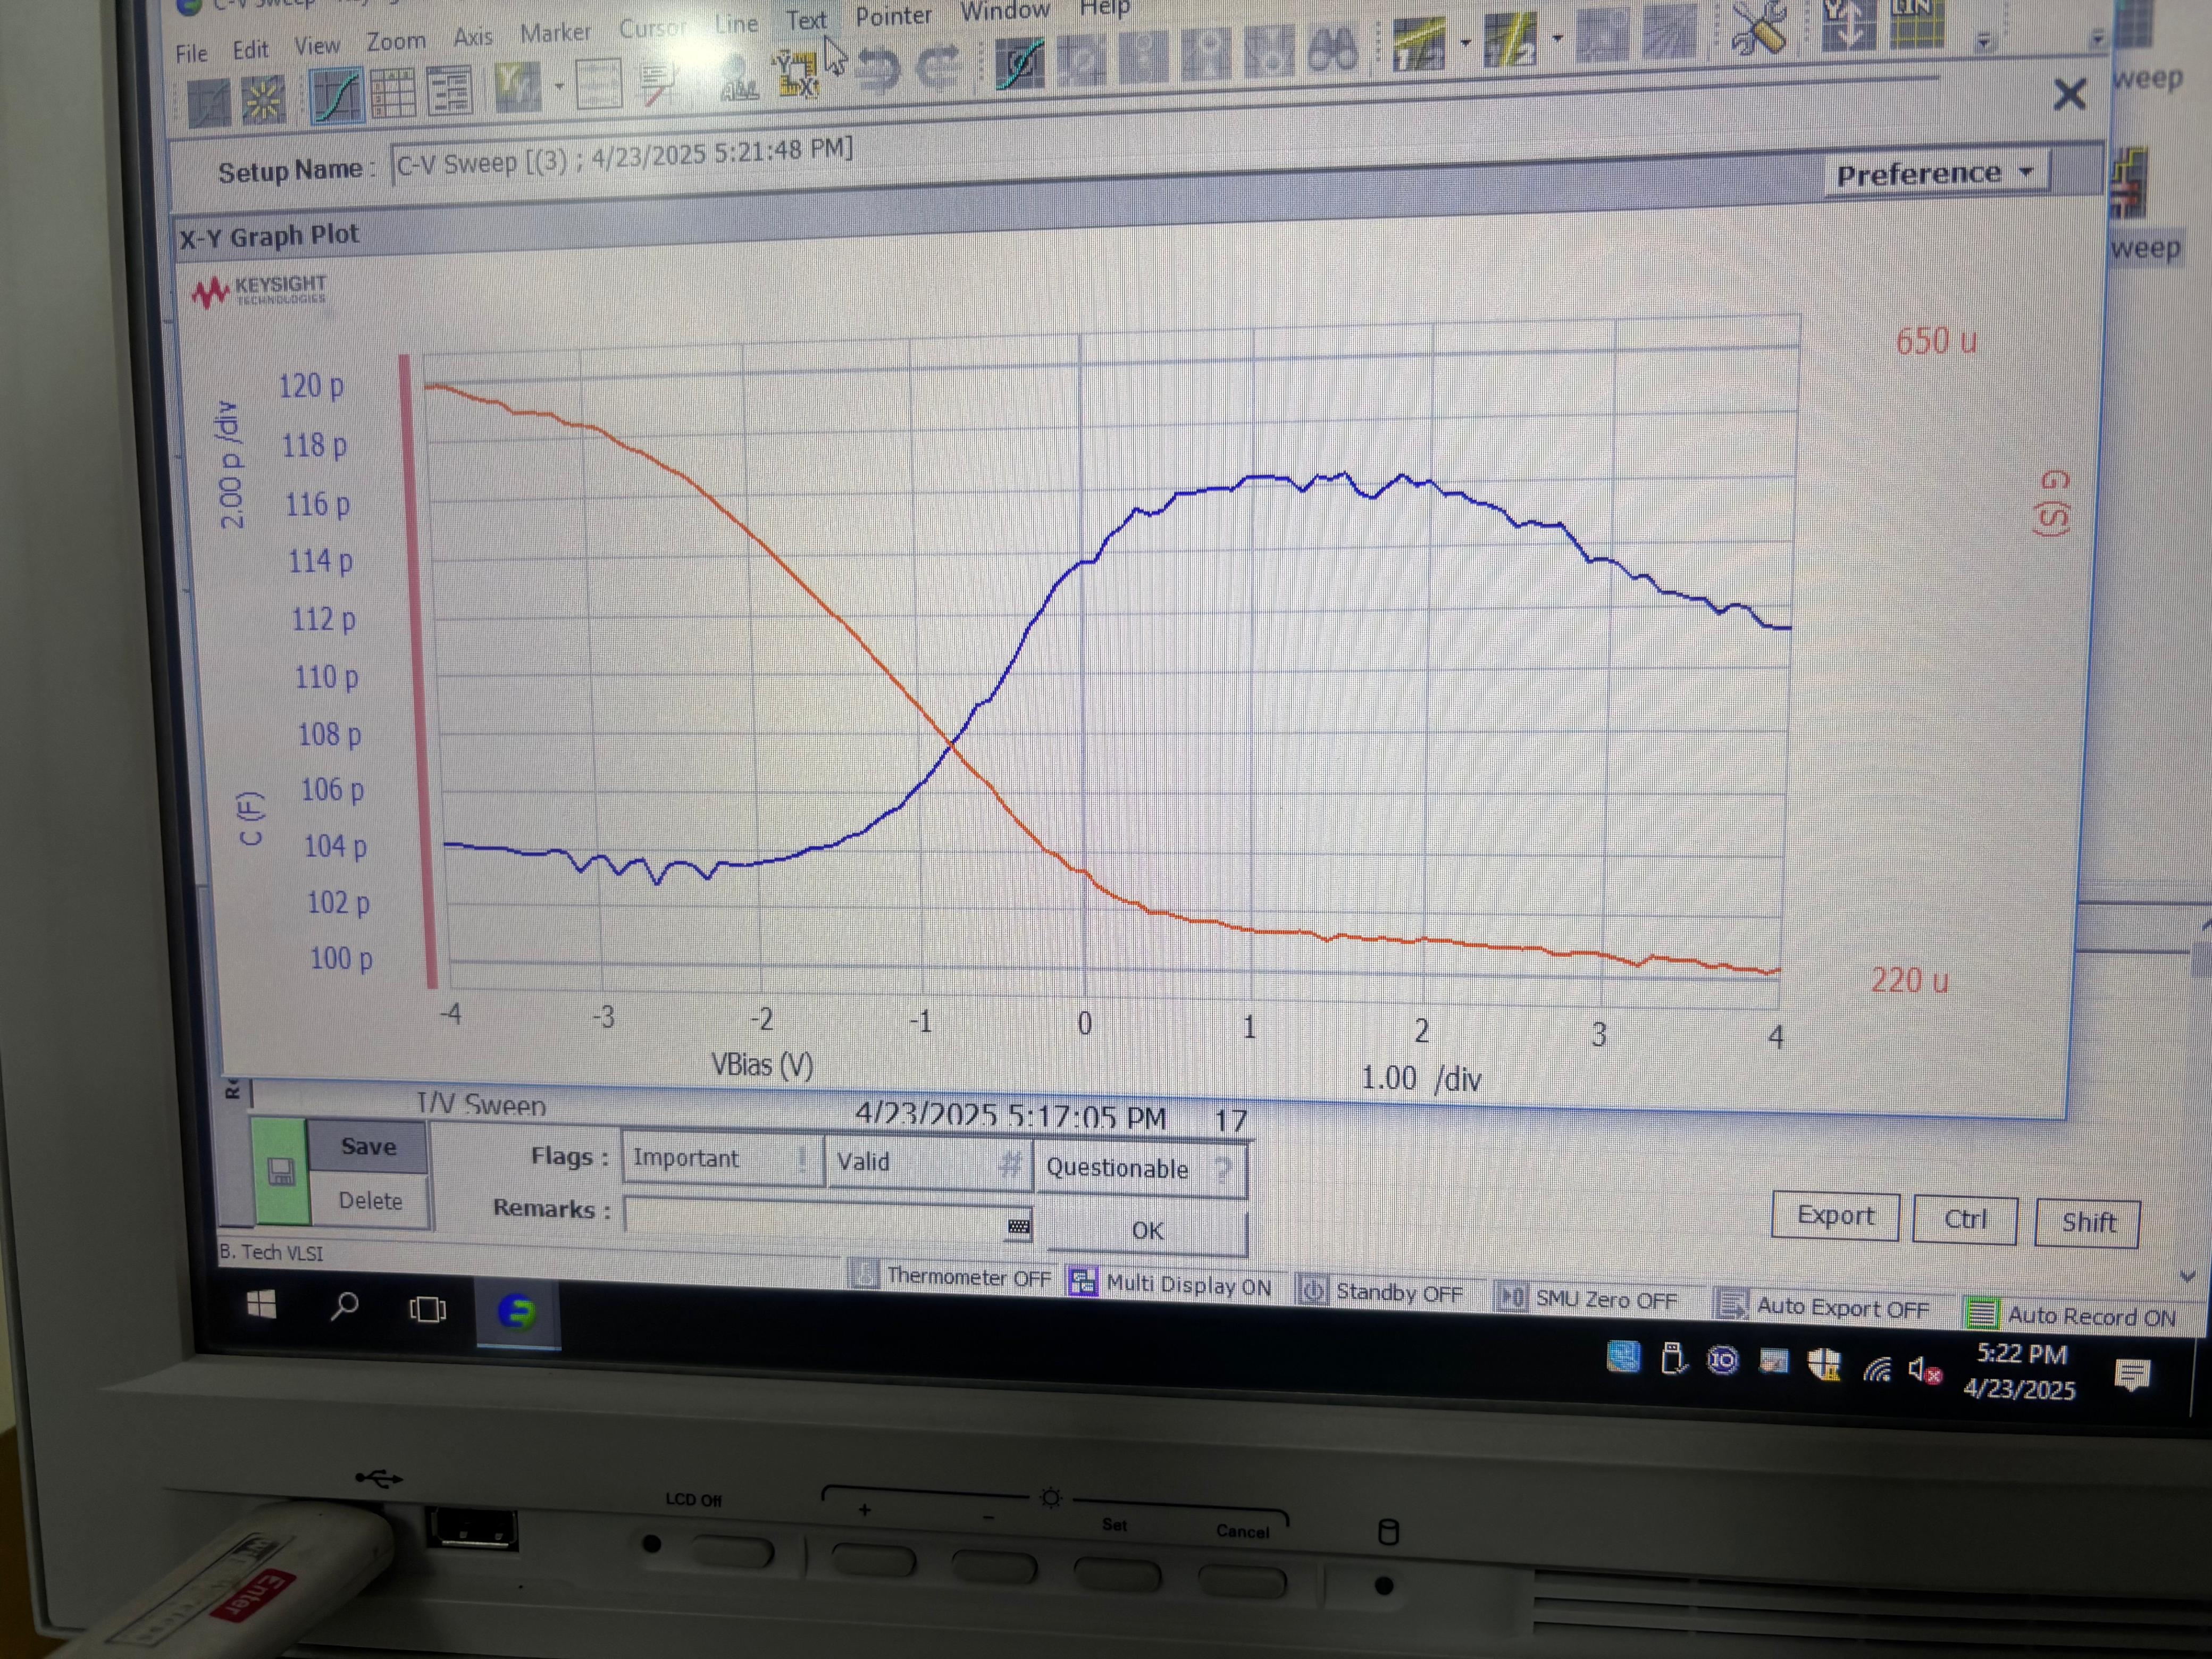 C-V Sweep
File Edit View Zoom Axis Marker Cursor Line Text Pointer Window Help
ALL
LIN
weep
Setup Name : C-V Sweep [(3) ; 4/23/2025 5:21:48 PM]
Preference
weep
X-Y Graph Plot
KEYSIGHT
TECHNOLOGIES
650 u
120 p
118 p
116 p
114 p
112 p
110 p
108 p
106 p
104 p
102 p
100 p
2.00 p /div
C (F)
G (S)
220 u
-4 -3 -2 -1 0 1 2 3 4
VBias (V)
1.00 /div
I/V Sweep 4/23/2025 5:17:05 PM 17
Save
Delete
Flags : Important ! Valid # Questionable ?
Remarks :
OK
Export Ctrl Shift
B. Tech VLSI
Thermometer OFF Multi Display ON Standby OFF SMU Zero OFF Auto Export OFF Auto Record ON
IO
5:22 PM
4/23/2025
LCD Off
+ - Set Cancel
Enter